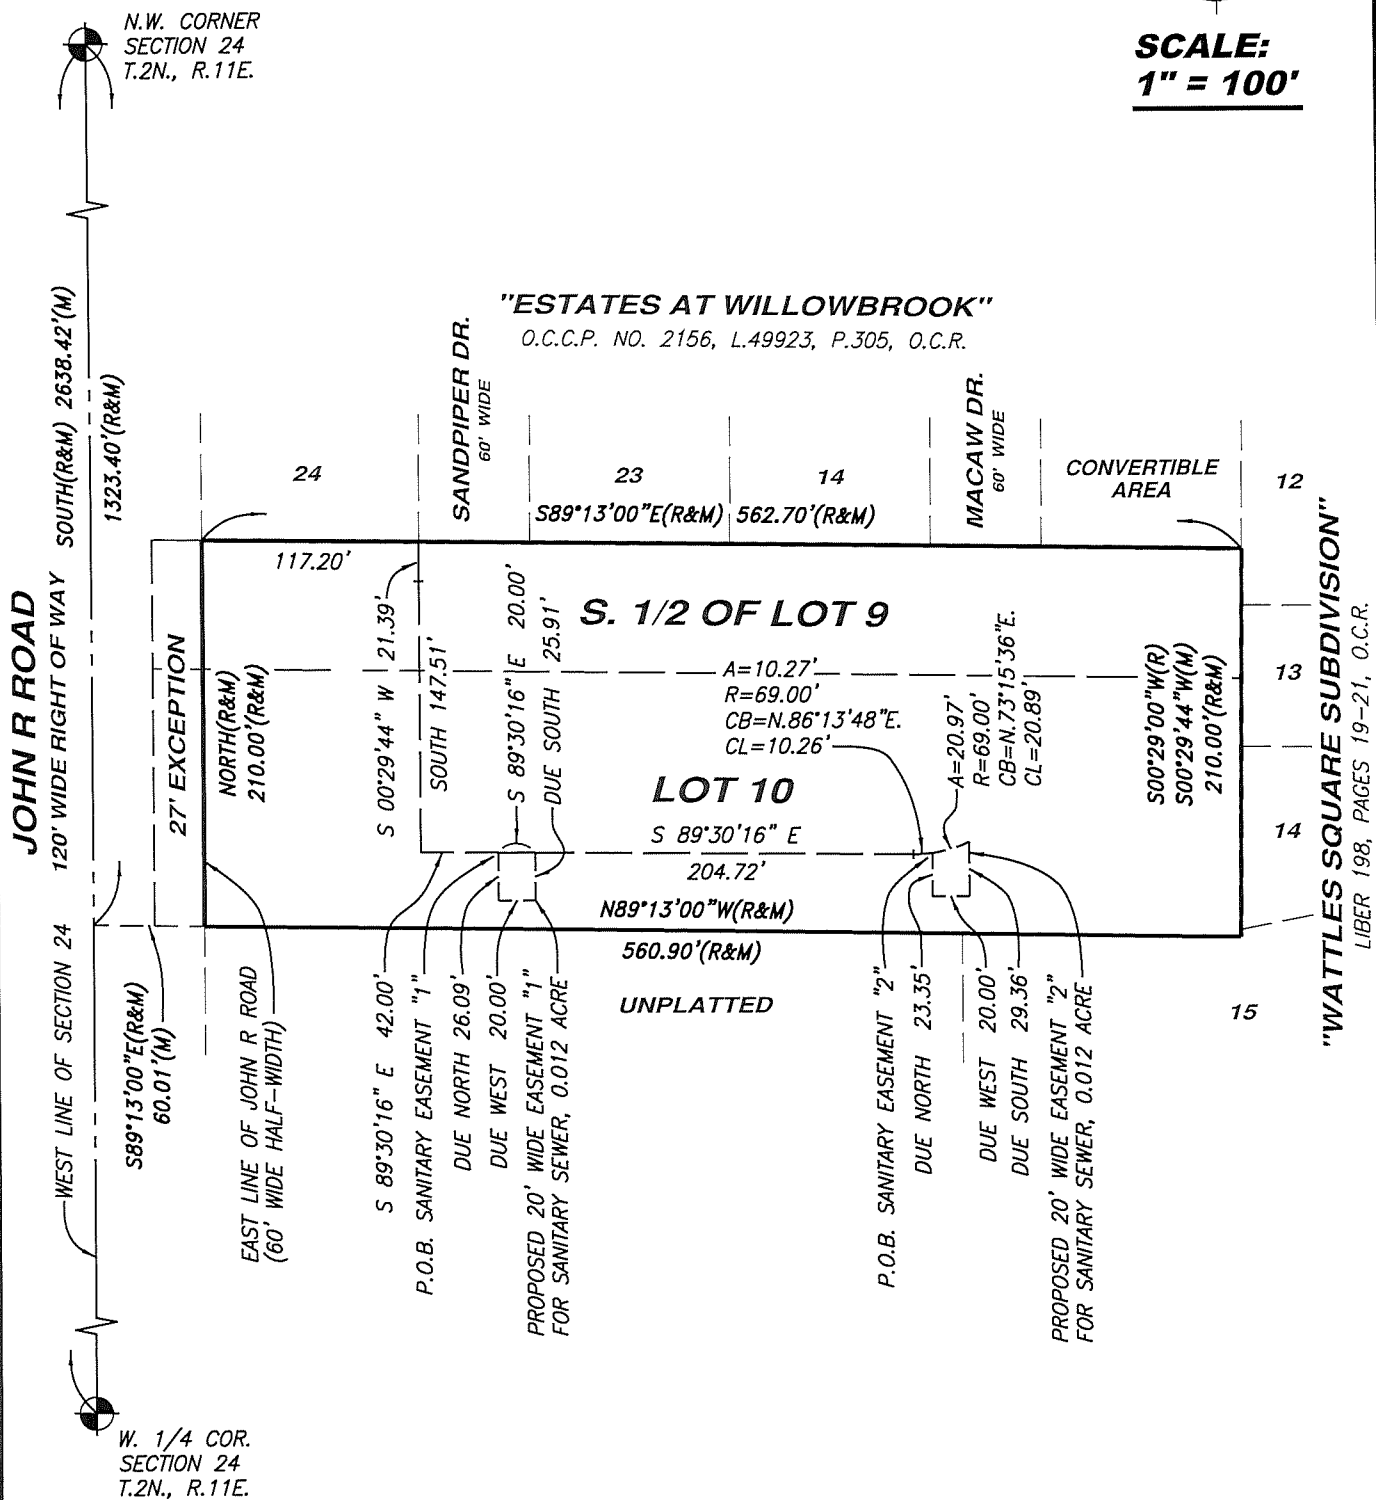 N.W. CORNER
SECTION 24
T.2N., R.11E.
SCALE:
1" = 100'
"ESTATES AT WILLOWBROOK"
O.C.C.P. NO. 2156, L.49923, P.305, O.C.R.
SANDPIPER DR.
60' WIDE
MACAW DR.
60' WIDE
24
23
14
CONVERTIBLE
AREA
12
S89°13'00"E(R&M)
562.70'(R&M)
117.20'
JOHN R ROAD
120' WIDE RIGHT OF WAY
SOUTH(R&M) 2638.42'(M)
1323.40'(R&M)
27' EXCEPTION
NORTH(R&M)
210.00'(R&M)
S 00°29'44" W 21.39'
SOUTH 147.51'
S 89°30'16" E 20.00'
DUE SOUTH 25.91'
S. 1/2 OF LOT 9
A=10.27'
R=69.00'
CB=N.86°13'48"E.
CL=10.26'
A=20.97'
R=69.00'
CB=N.73°15'36"E.
CL=20.89'
LOT 10
S 89°30'16" E
204.72'
N89°13'00"W(R&M)
560.90'(R&M)
UNPLATTED
S00°29'00"W(R)
S00°29'44"W(M)
210.00'(R&M)
13
14
15
"WATTLES SQUARE SUBDIVISION"
LIBER 198, PAGES 19-21, O.C.R.
WEST LINE OF SECTION 24
S89°13'00"E(R&M)
60.01'(M)
EAST LINE OF JOHN R ROAD
(60' WIDE HALF-WIDTH)
S 89°30'16" E 42.00'
P.O.B. SANITARY EASEMENT "1"
DUE NORTH 26.09'
DUE WEST 20.00'
PROPOSED 20' WIDE EASEMENT "1"
FOR SANITARY SEWER, 0.012 ACRE
P.O.B. SANITARY EASEMENT "2"
DUE NORTH 23.35'
DUE WEST 20.00'
DUE SOUTH 29.36'
PROPOSED 20' WIDE EASEMENT "2"
FOR SANITARY SEWER, 0.012 ACRE
W. 1/4 COR.
SECTION 24
T.2N., R.11E.